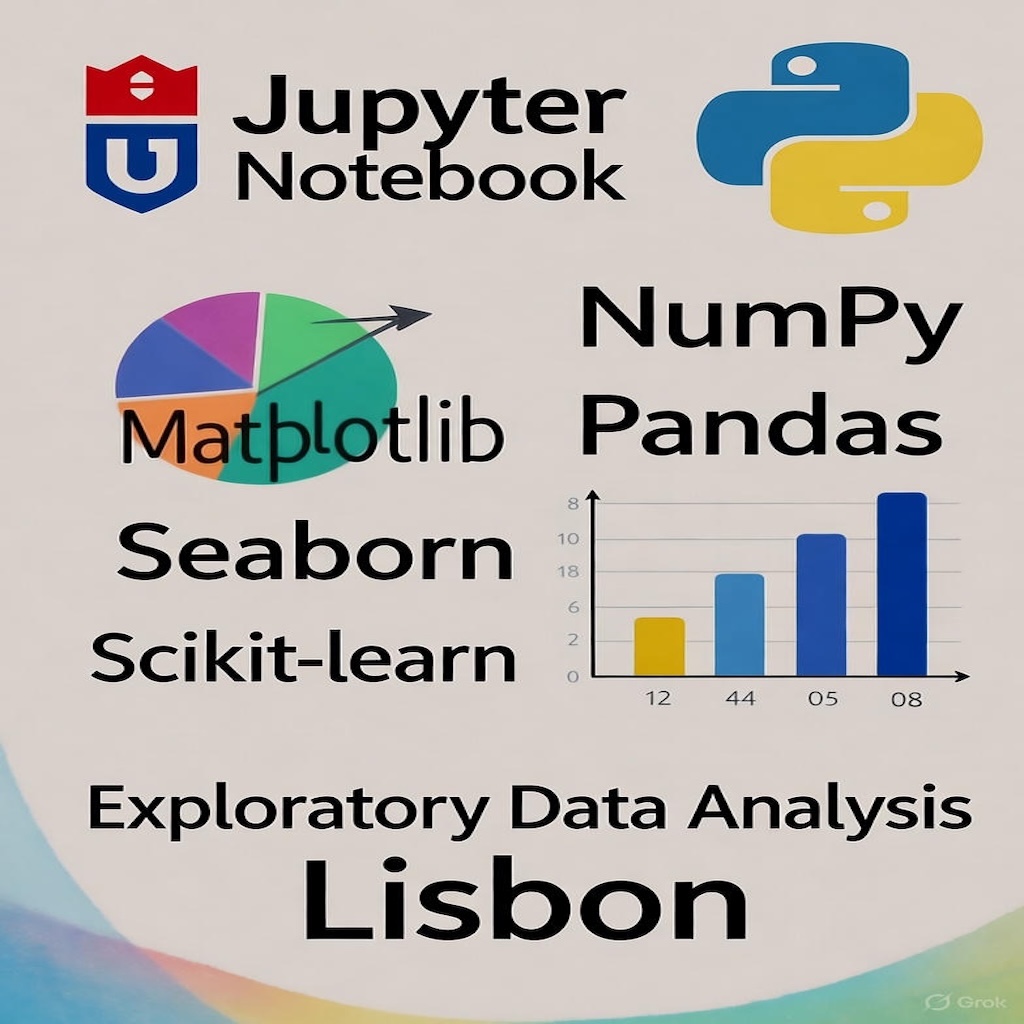 Jupyter
Notebook
NumPy
Pandas
Matplotlib
Seaborn
Scikit-learn
8
10
18
6
2
0
12 44 05 08
Exploratory Data Analysis
Lisbon
Grok